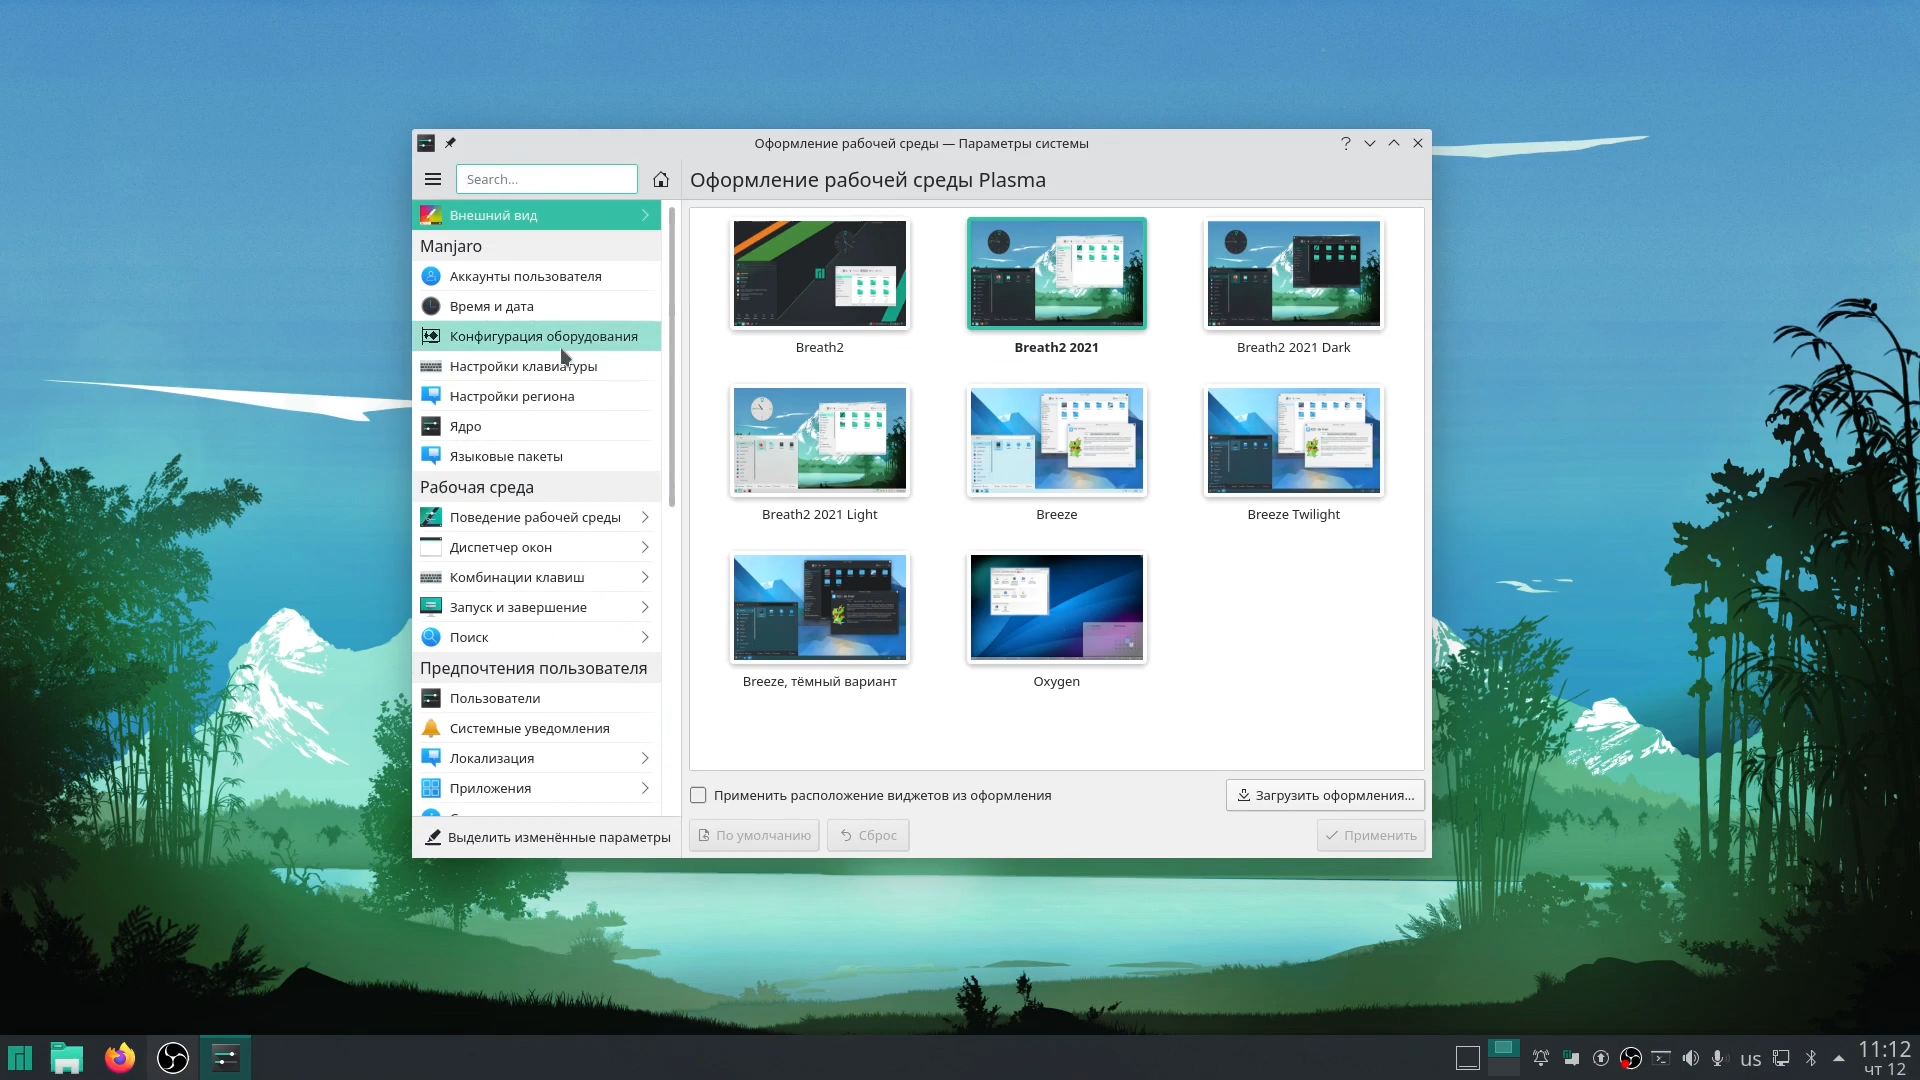 Оформление рабочей среды — Параметры системы
Search...
Оформление рабочей среды Plasma
Внешний вид
Manjaro
Аккаунты пользователя
Время и дата
Конфигурация оборудования
Настройки клавиатуры
Настройки региона
Ядро
Языковые пакеты
Рабочая среда
Поведение рабочей среды
Диспетчер окон
Комбинации клавиш
Запуск и завершение
Поиск
Предпочтения пользователя
Пользователи
Системные уведомления
Локализация
Приложения
Выделить изменённые параметры
Breath2
Breath2 2021
Breath2 2021 Dark
Breath2 2021 Light
Breeze
Breeze Twilight
Breeze, тёмный вариант
Oxygen
Применить расположение виджетов из оформления
Загрузить оформления...
По умолчанию
Сброс
Применить
us
11:12
чт 12